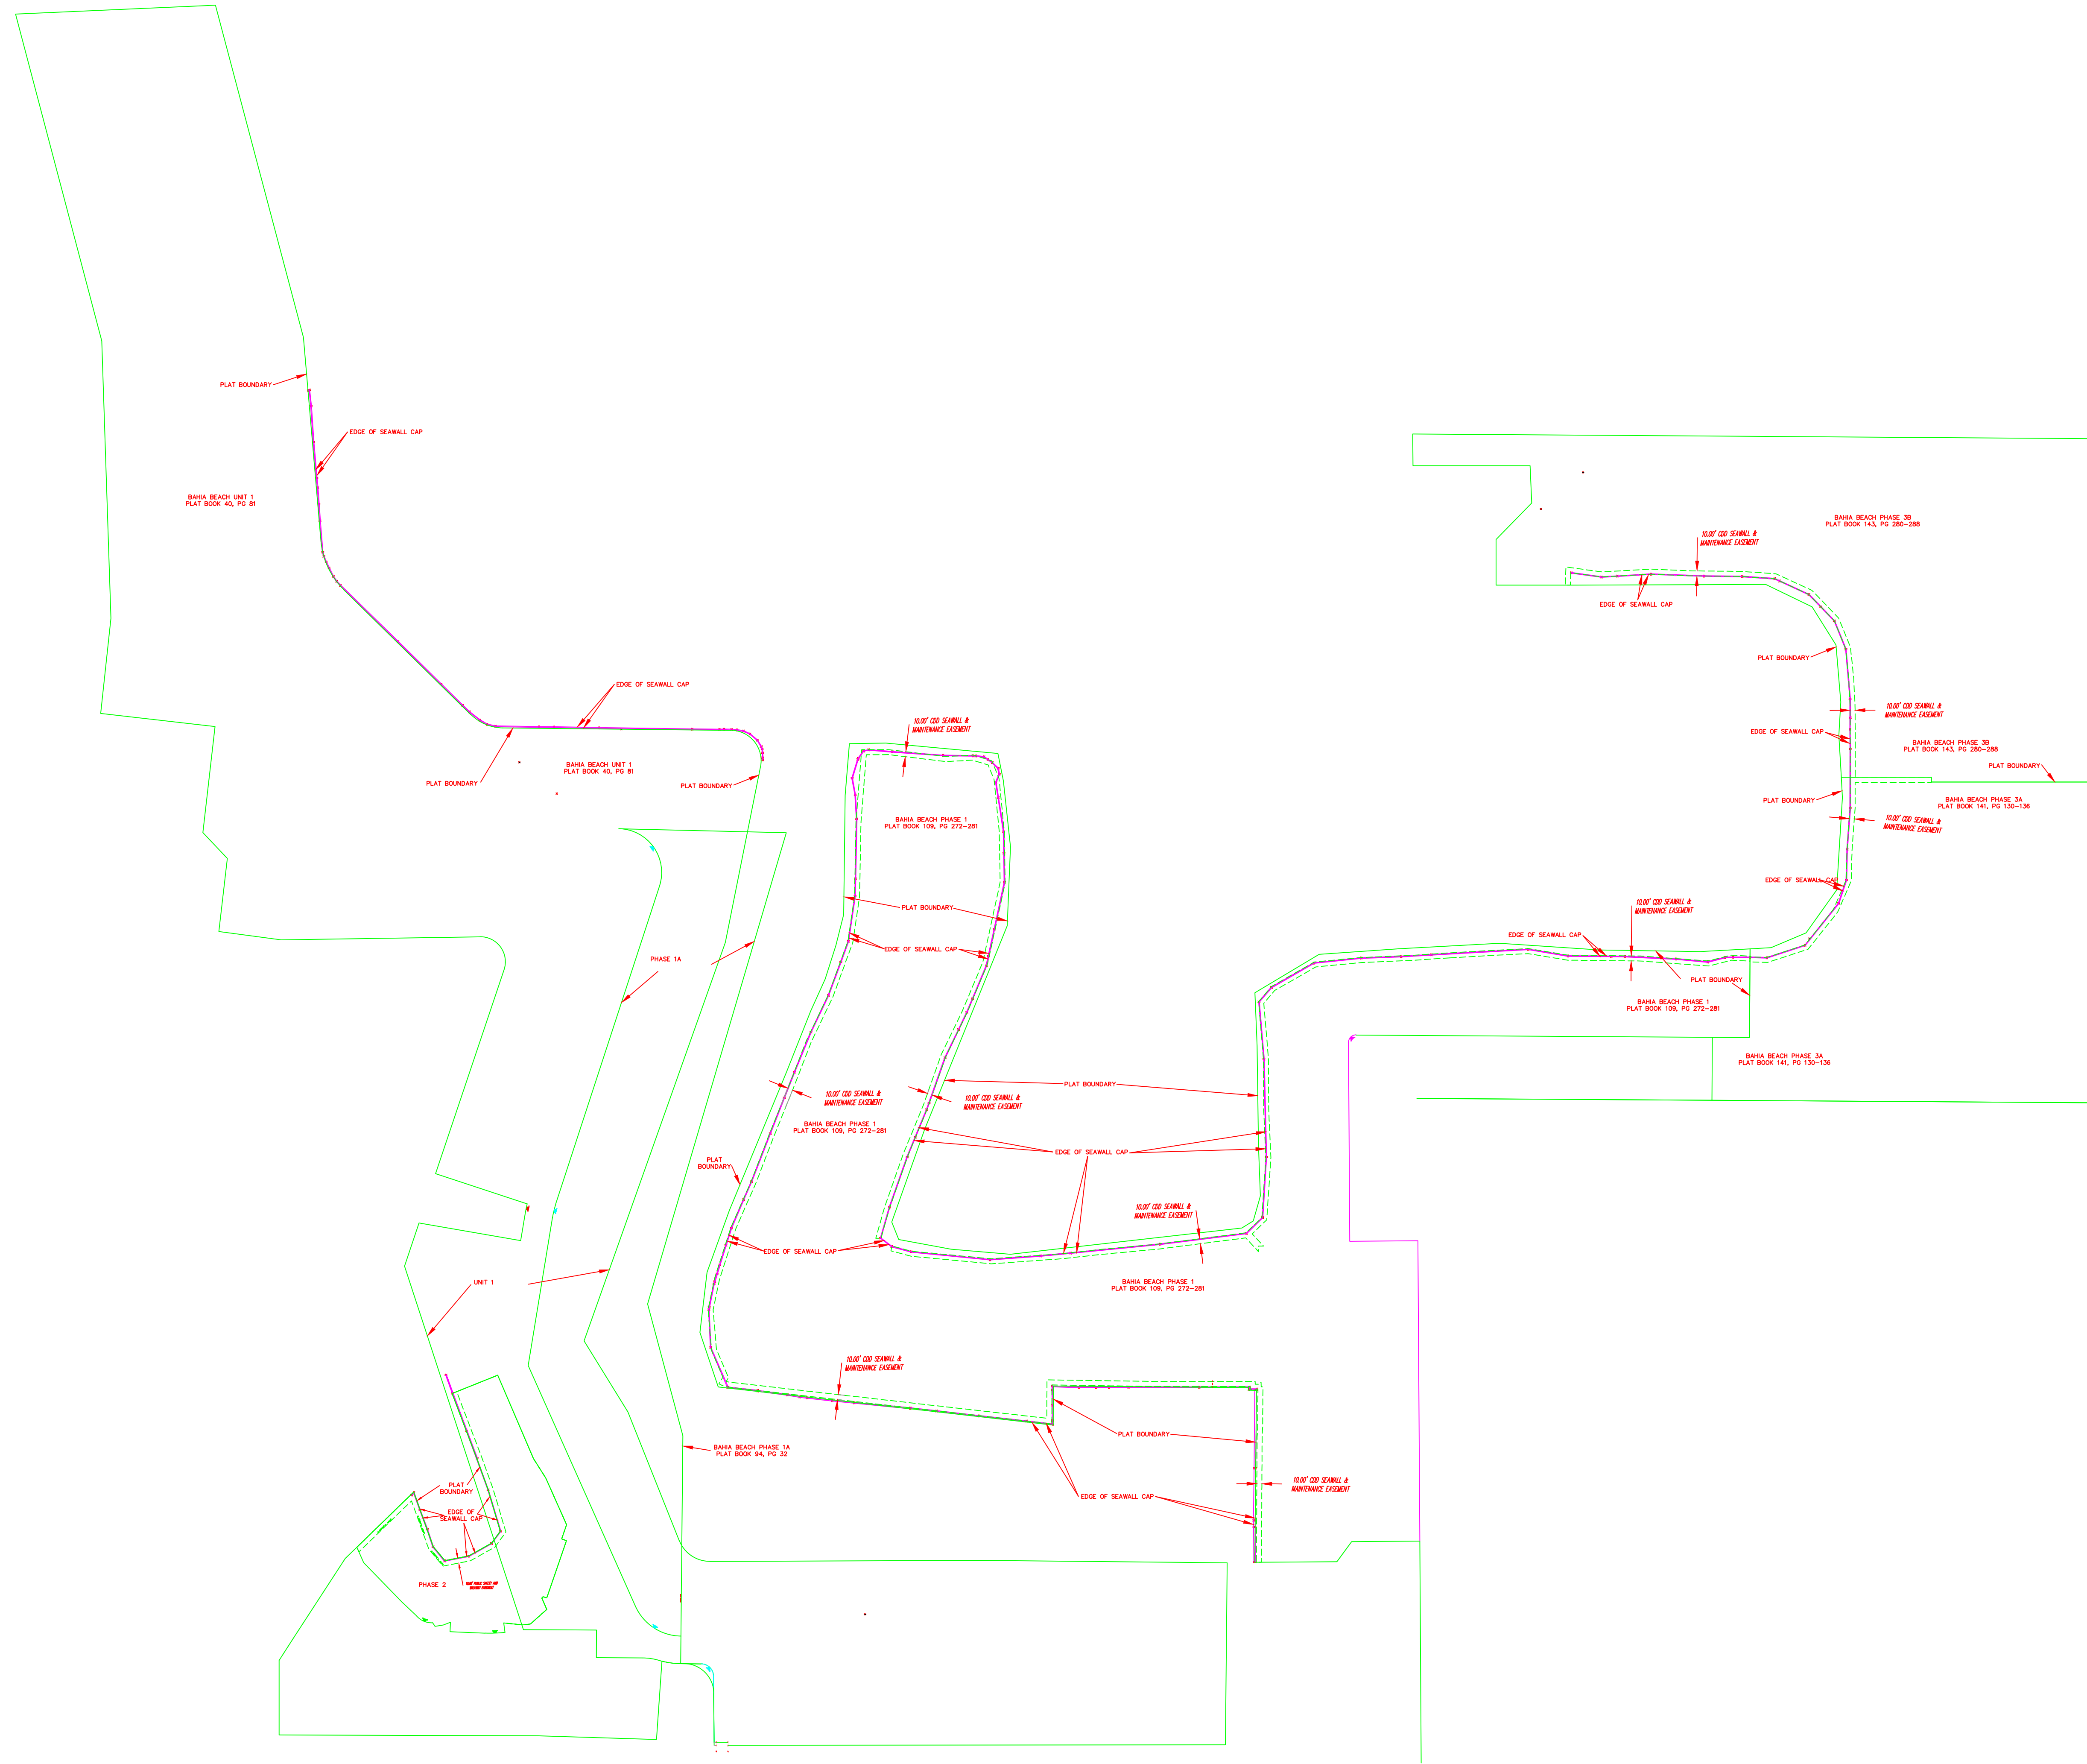 PLAT BOUNDARY
EDGE OF SEAWALL CAP
BAHIA BEACH UNIT 1
PLAT BOOK 40, PG 81
BAHIA BEACH PHASE 3B
PLAT BOOK 143, PG 280-288
10.00' CDD SEAWALL &
MAINTENANCE EASEMENT
EDGE OF SEAWALL CAP
PLAT BOUNDARY
EDGE OF SEAWALL CAP
10.00' CDD SEAWALL &
MAINTENANCE EASEMENT
10.00' CDD SEAWALL &
MAINTENANCE EASEMENT
EDGE OF SEAWALL CAP
BAHIA BEACH PHASE 3B
PLAT BOOK 143, PG 280-288
BAHIA BEACH UNIT 1
PLAT BOOK 40, PG 81
PLAT BOUNDARY
PLAT BOUNDARY
PLAT BOUNDARY
PLAT BOUNDARY
BAHIA BEACH PHASE 3A
PLAT BOOK 141, PG 130-136
BAHIA BEACH PHASE 1
PLAT BOOK 109, PG 272-281
10.00' CDD SEAWALL &
MAINTENANCE EASEMENT
EDGE OF SEAWALL CAP
PLAT BOUNDARY
10.00' CDD SEAWALL &
MAINTENANCE EASEMENT
EDGE OF SEAWALL CAP
EDGE OF SEAWALL CAP
PHASE 1A
PLAT BOUNDARY
BAHIA BEACH PHASE 1
PLAT BOOK 109, PG 272-281
BAHIA BEACH PHASE 3A
PLAT BOOK 141, PG 130-136
PLAT BOUNDARY
10.00' CDD SEAWALL &
MAINTENANCE EASEMENT
10.00' CDD SEAWALL &
MAINTENANCE EASEMENT
BAHIA BEACH PHASE 1
PLAT BOOK 109, PG 272-281
EDGE OF SEAWALL CAP
PLAT
BOUNDARY
10.00' CDD SEAWALL &
MAINTENANCE EASEMENT
EDGE OF SEAWALL CAP
UNIT 1
BAHIA BEACH PHASE 1
PLAT BOOK 109, PG 272-281
10.00' CDD SEAWALL &
MAINTENANCE EASEMENT
PLAT BOUNDARY
BAHIA BEACH PHASE 1A
PLAT BOOK 94, PG 32
10.00' CDD SEAWALL &
MAINTENANCE EASEMENT
PLAT
BOUNDARY
EDGE OF SEAWALL CAP
EDGE OF
SEAWALL CAP
PHASE 2